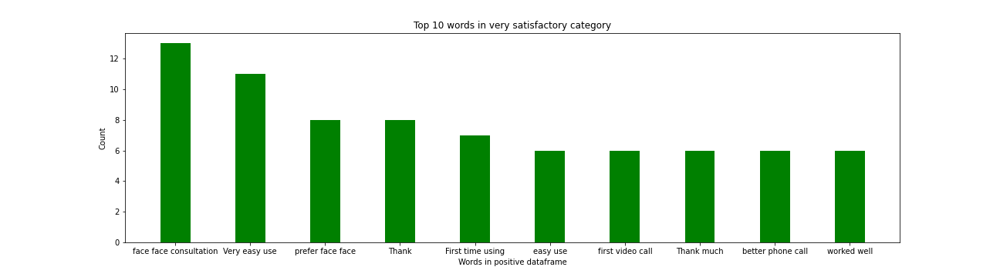 Top 10 words in very satisfactory category
Count
12
10
8
6
4
2
0
face face consultation Very easy use prefer face face Thank First time using easy use first video call Thank much better phone call worked well
Words in positive dataframe